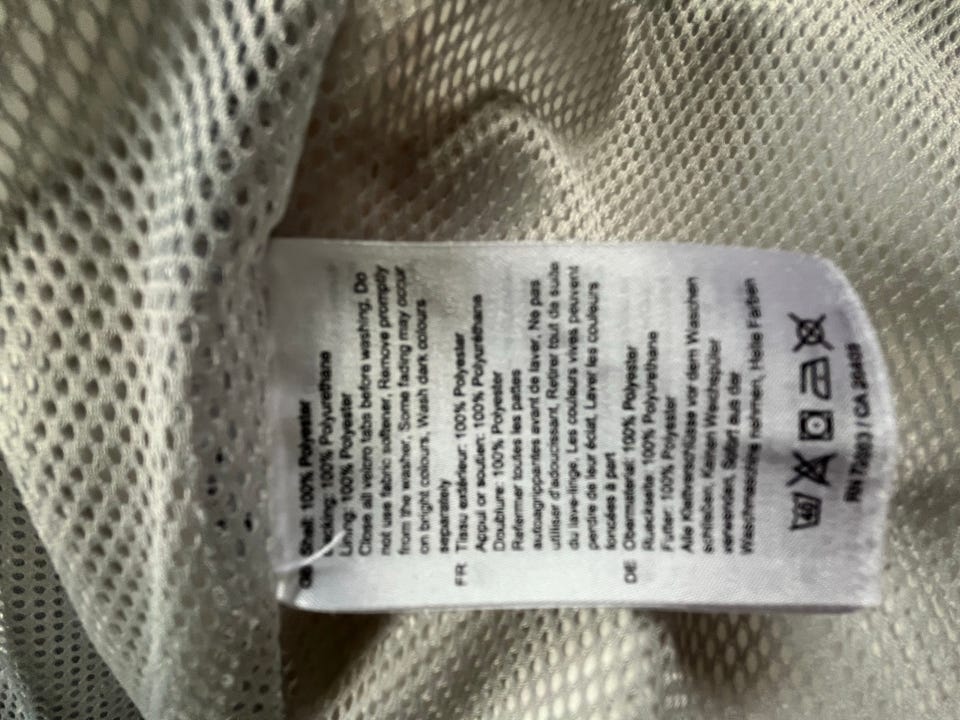 GB Shell: 100% Polyester
Backing: 100% Polyurethane
Lining: 100% Polyester
Close all velcro tabs before washing, Do
not use fabric softener, Remove promptly
from the washer, Some fading may occur
on bright colours, Wash dark colours
separately
FR Tissu extérieur: 100% Polyester
Appui or soutien: 100% Polyuréthane
Doublure: 100% Polyester
Refermer toutes les pattes
autoagrippantes avant de laver, Ne pas
utiliser d'adoucissant, Retirer tout de suite
du lave-linge, Les couleurs vives peuvent
perdre de leur éclat, Laver les couleurs
foncées à part
DE Obermaterial: 100% Polyester
Rueckseite: 100% Polyurethane
Futter: 100% Polyester
Alle Klettverschlüsse vor dem Waschen
schließen, Keinen Weichspüler
verwenden, Sofort aus der
Waschmaschine nehmen, Helle Farben
/ CA